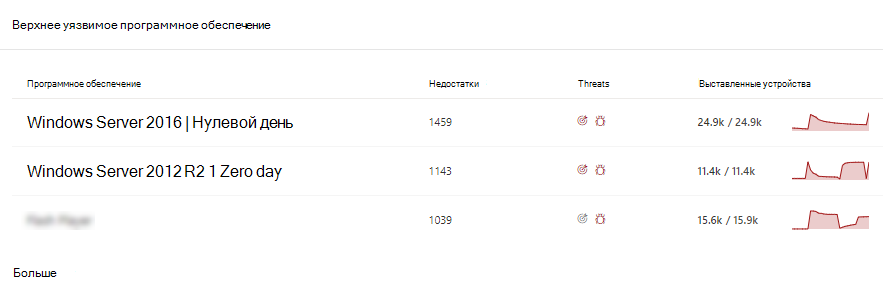 Верхнее уязвимое программное обеспечение
Программное обеспечение Недостатки Threats Выставленные устройства
Windows Server 2016 | Нулевой день 1459 24.9k / 24.9k
Windows Server 2012 R2 1 Zero day 1143 11.4k / 11.4k
1039 15.6k / 15.9k
Больше